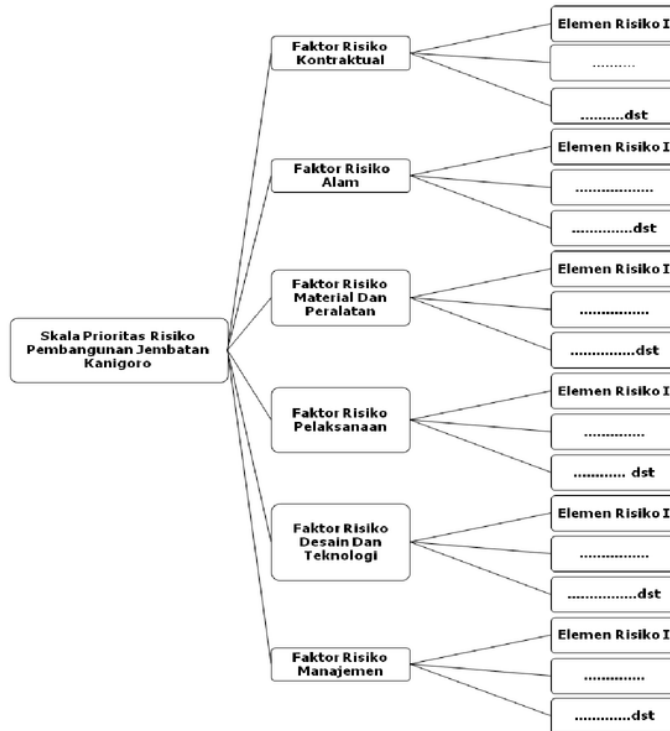 Skala Prioritas Risiko
Pembangunan Jembatan
Kanigoro
Faktor Risiko
Kontraktual
Elemen Risiko I
..........
..........dst
Faktor Risiko
Alam
Elemen Risiko I
.................
..............dst
Faktor Risiko
Material Dan
Peralatan
Elemen Risiko I
................
...............dst
Faktor Risiko
Pelaksanaan
Elemen Risiko I
..............
............ dst
Faktor Risiko
Desain Dan
Teknologi
Elemen Risiko I
................
................dst
Faktor Risiko
Manajemen
Elemen Risiko I
..............
.............dst